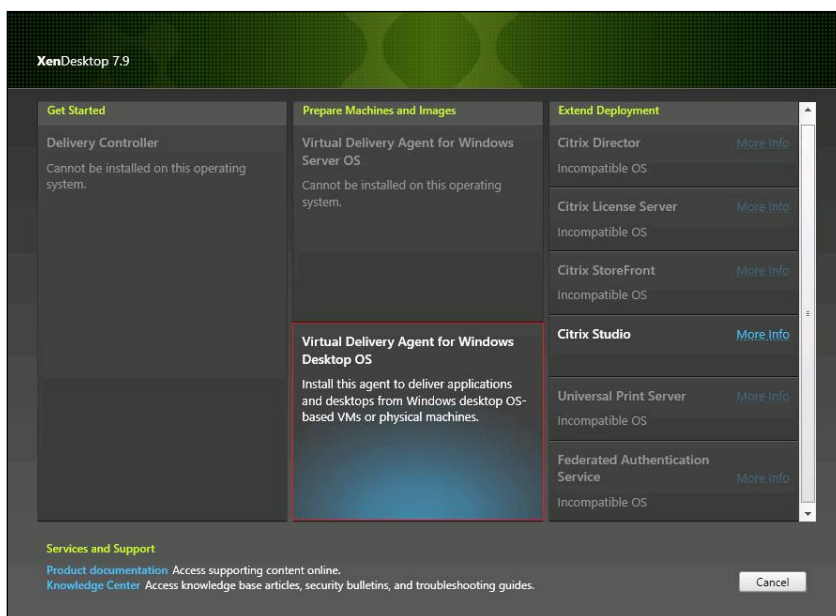 XenDesktop 7.9
Get Started
Delivery Controller
Cannot be installed on this operating
system.
Prepare Machines and Images
Virtual Delivery Agent for Windows
Server OS
Cannot be installed on this operating
system.
Virtual Delivery Agent for Windows
Desktop OS
Install this agent to deliver applications
and desktops from Windows desktop OS-
based VMs or physical machines.
Extend Deployment
Citrix Director More Info
Incompatible OS
Citrix License Server More Info
Incompatible OS
Citrix StoreFront More Info
Incompatible OS
Citrix Studio More Info
Universal Print Server More Info
Incompatible OS
Federated Authentication
Service More Info
Incompatible OS
Services and Support
Product documentation Access supporting content online.
Knowledge Center Access knowledge base articles, security bulletins, and troubleshooting guides.
Cancel